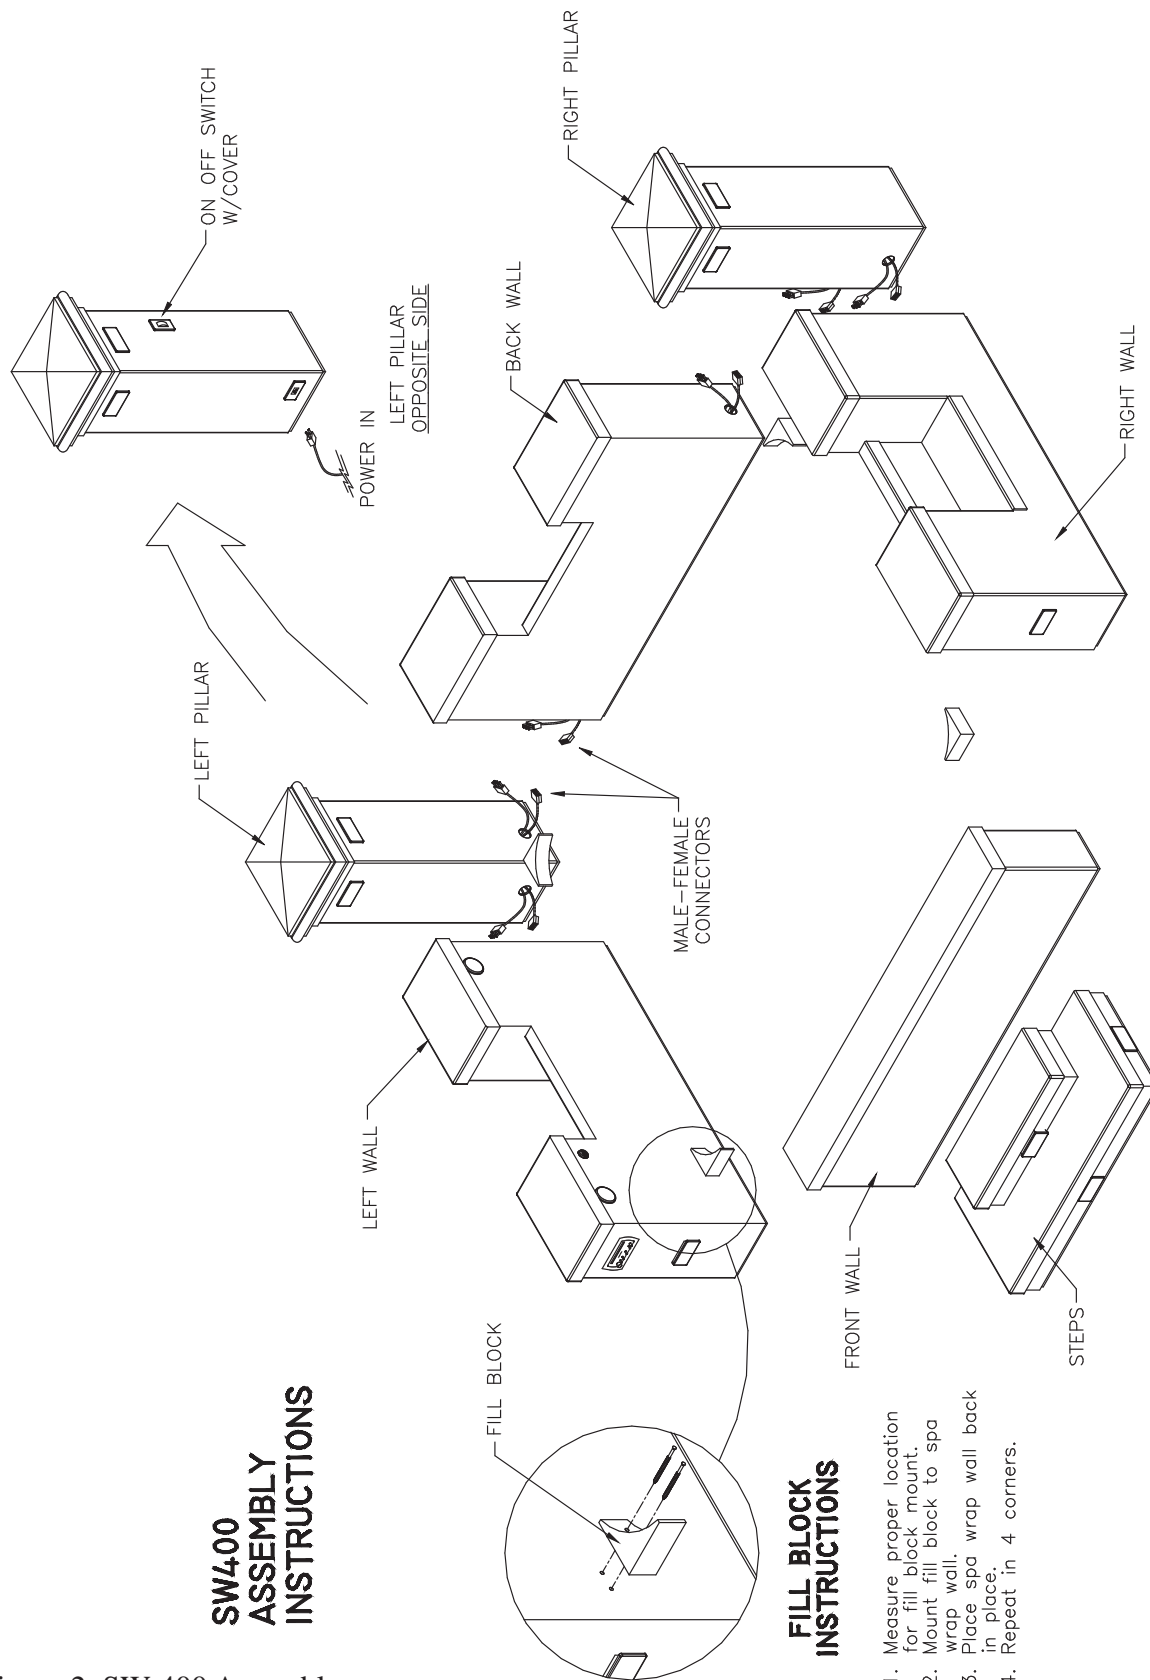 SW400
ASSEMBLY
INSTRUCTIONS
LEFT PILLAR
ON OFF SWITCH
W/COVER
POWER IN
LEFT PILLAR
OPPOSITE SIDE
BACK WALL
RIGHT PILLAR
LEFT WALL
MALE-FEMALE
CONNECTORS
RIGHT WALL
FILL BLOCK
FRONT WALL
STEPS
FILL BLOCK
INSTRUCTIONS
1. Measure proper location
for fill block mount.
2. Mount fill block to spa
wrap wall.
3. Place spa wrap wall back
in place.
4. Repeat in 4 corners.